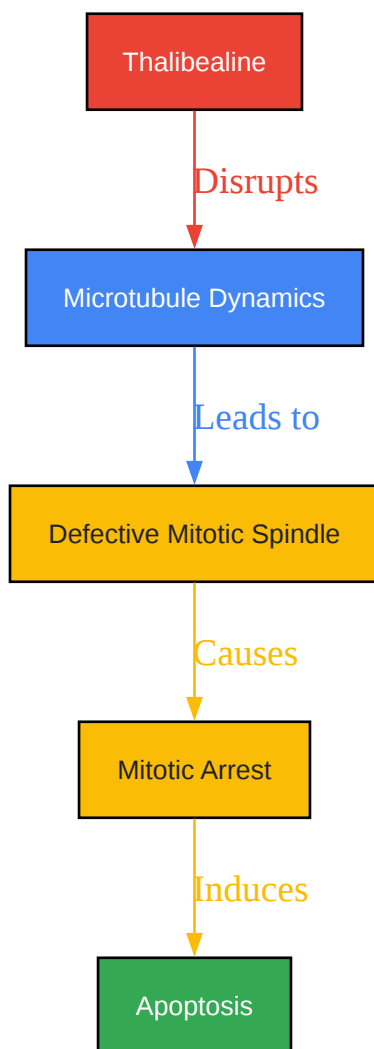 Thalibealine
Disrupts
Microtubule Dynamics
Leads to
Defective Mitotic Spindle
Causes
Mitotic Arrest
Induces
Apoptosis